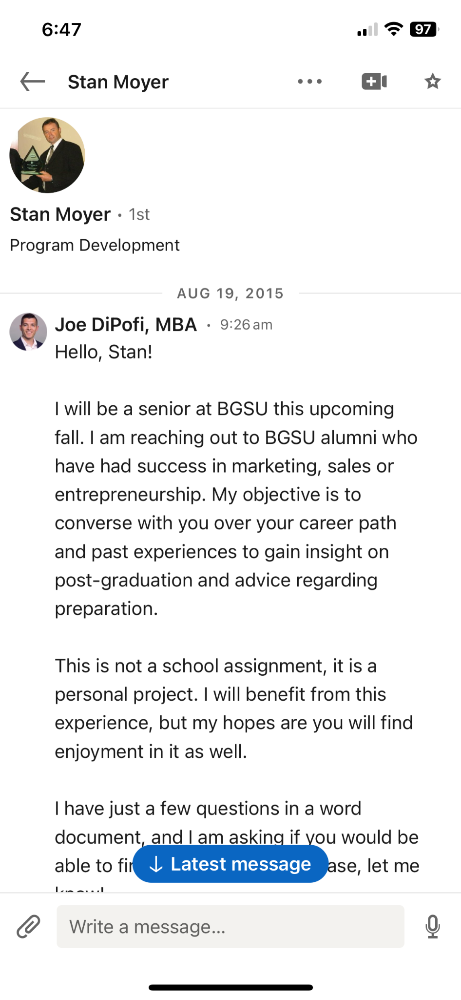 6:47
97
Stan Moyer
Stan Moyer • 1st
Program Development
AUG 19, 2015
Joe DiPofi, MBA • 9:26 am
Hello, Stan!
I will be a senior at BGSU this upcoming
fall. I am reaching out to BGSU alumni who
have had success in marketing, sales or
entrepreneurship. My objective is to
converse with you over your career path
and past experiences to gain insight on
post-graduation and advice regarding
preparation.
This is not a school assignment, it is a
personal project. I will benefit from this
experience, but my hopes are you will find
enjoyment in it as well.
I have just a few questions in a word
document, and I am asking if you would be
able to
let me
↓ Latest message
Write a message...